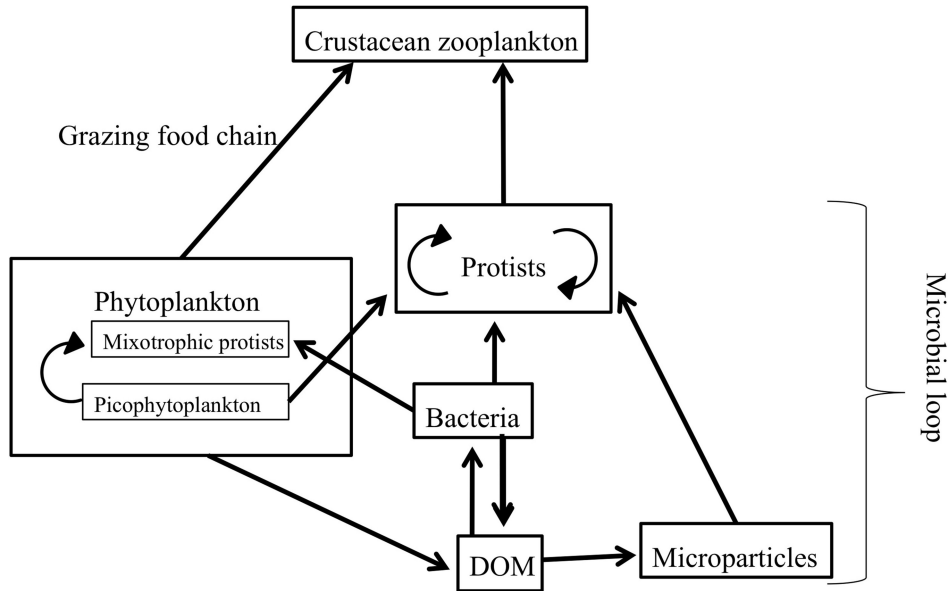 Crustacean zooplankton
Grazing food chain
Protists
Phytoplankton
Mixotrophic protists
Picophytoplankton
Bacteria
Microbial loop
DOM
Microparticles